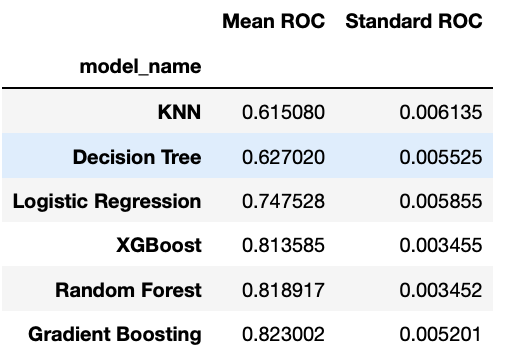 Mean ROC Standard ROC
model_name
KNN 0.615080 0.006135
Decision Tree 0.627020 0.005525
Logistic Regression 0.747528 0.005855
XGBoost 0.813585 0.003455
Random Forest 0.818917 0.003452
Gradient Boosting 0.823002 0.005201